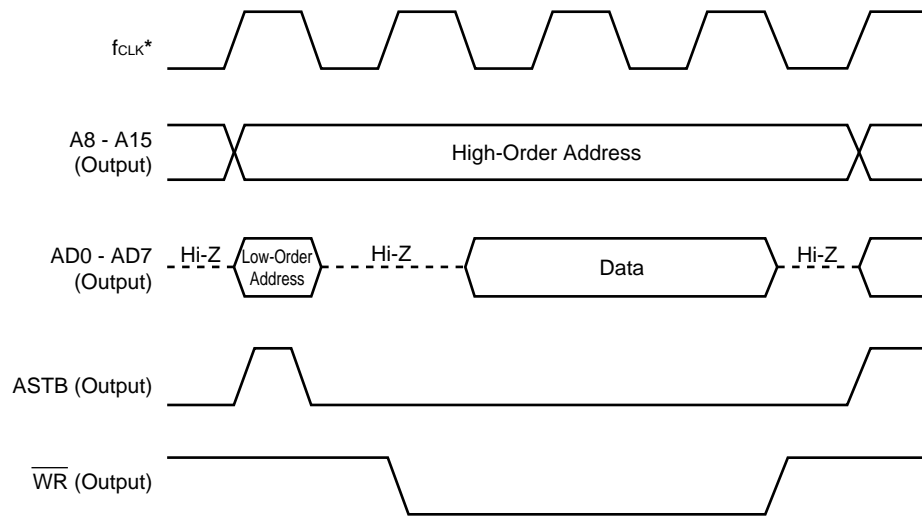 fCLK*
A8 - A15
(Output)
High-Order Address
AD0 - AD7
(Output)
Hi-Z
Low-Order
Address
Hi-Z
Data
Hi-Z
ASTB (Output)
WR (Output)